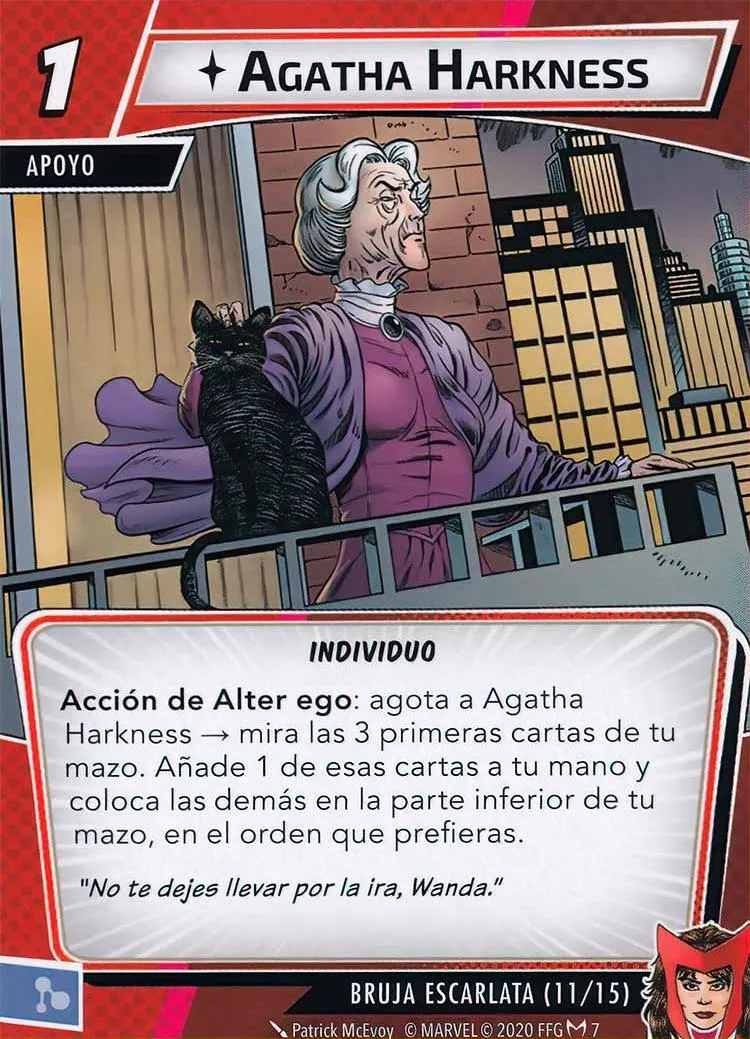 1
AGATHA HARKNESS
APOYO
INDIVIDUO
Acción de Alter ego: agota a Agatha
Harkness → mira las 3 primeras cartas de tu
mazo. Añade 1 de esas cartas a tu mano y
coloca las demás en la parte inferior de tu
mazo, en el orden que prefieras.
"No te dejes llevar por la ira, Wanda."
BRUJA ESCARLATA (11/15)
Patrick McEvoy © MARVEL © 2020 FFG 7